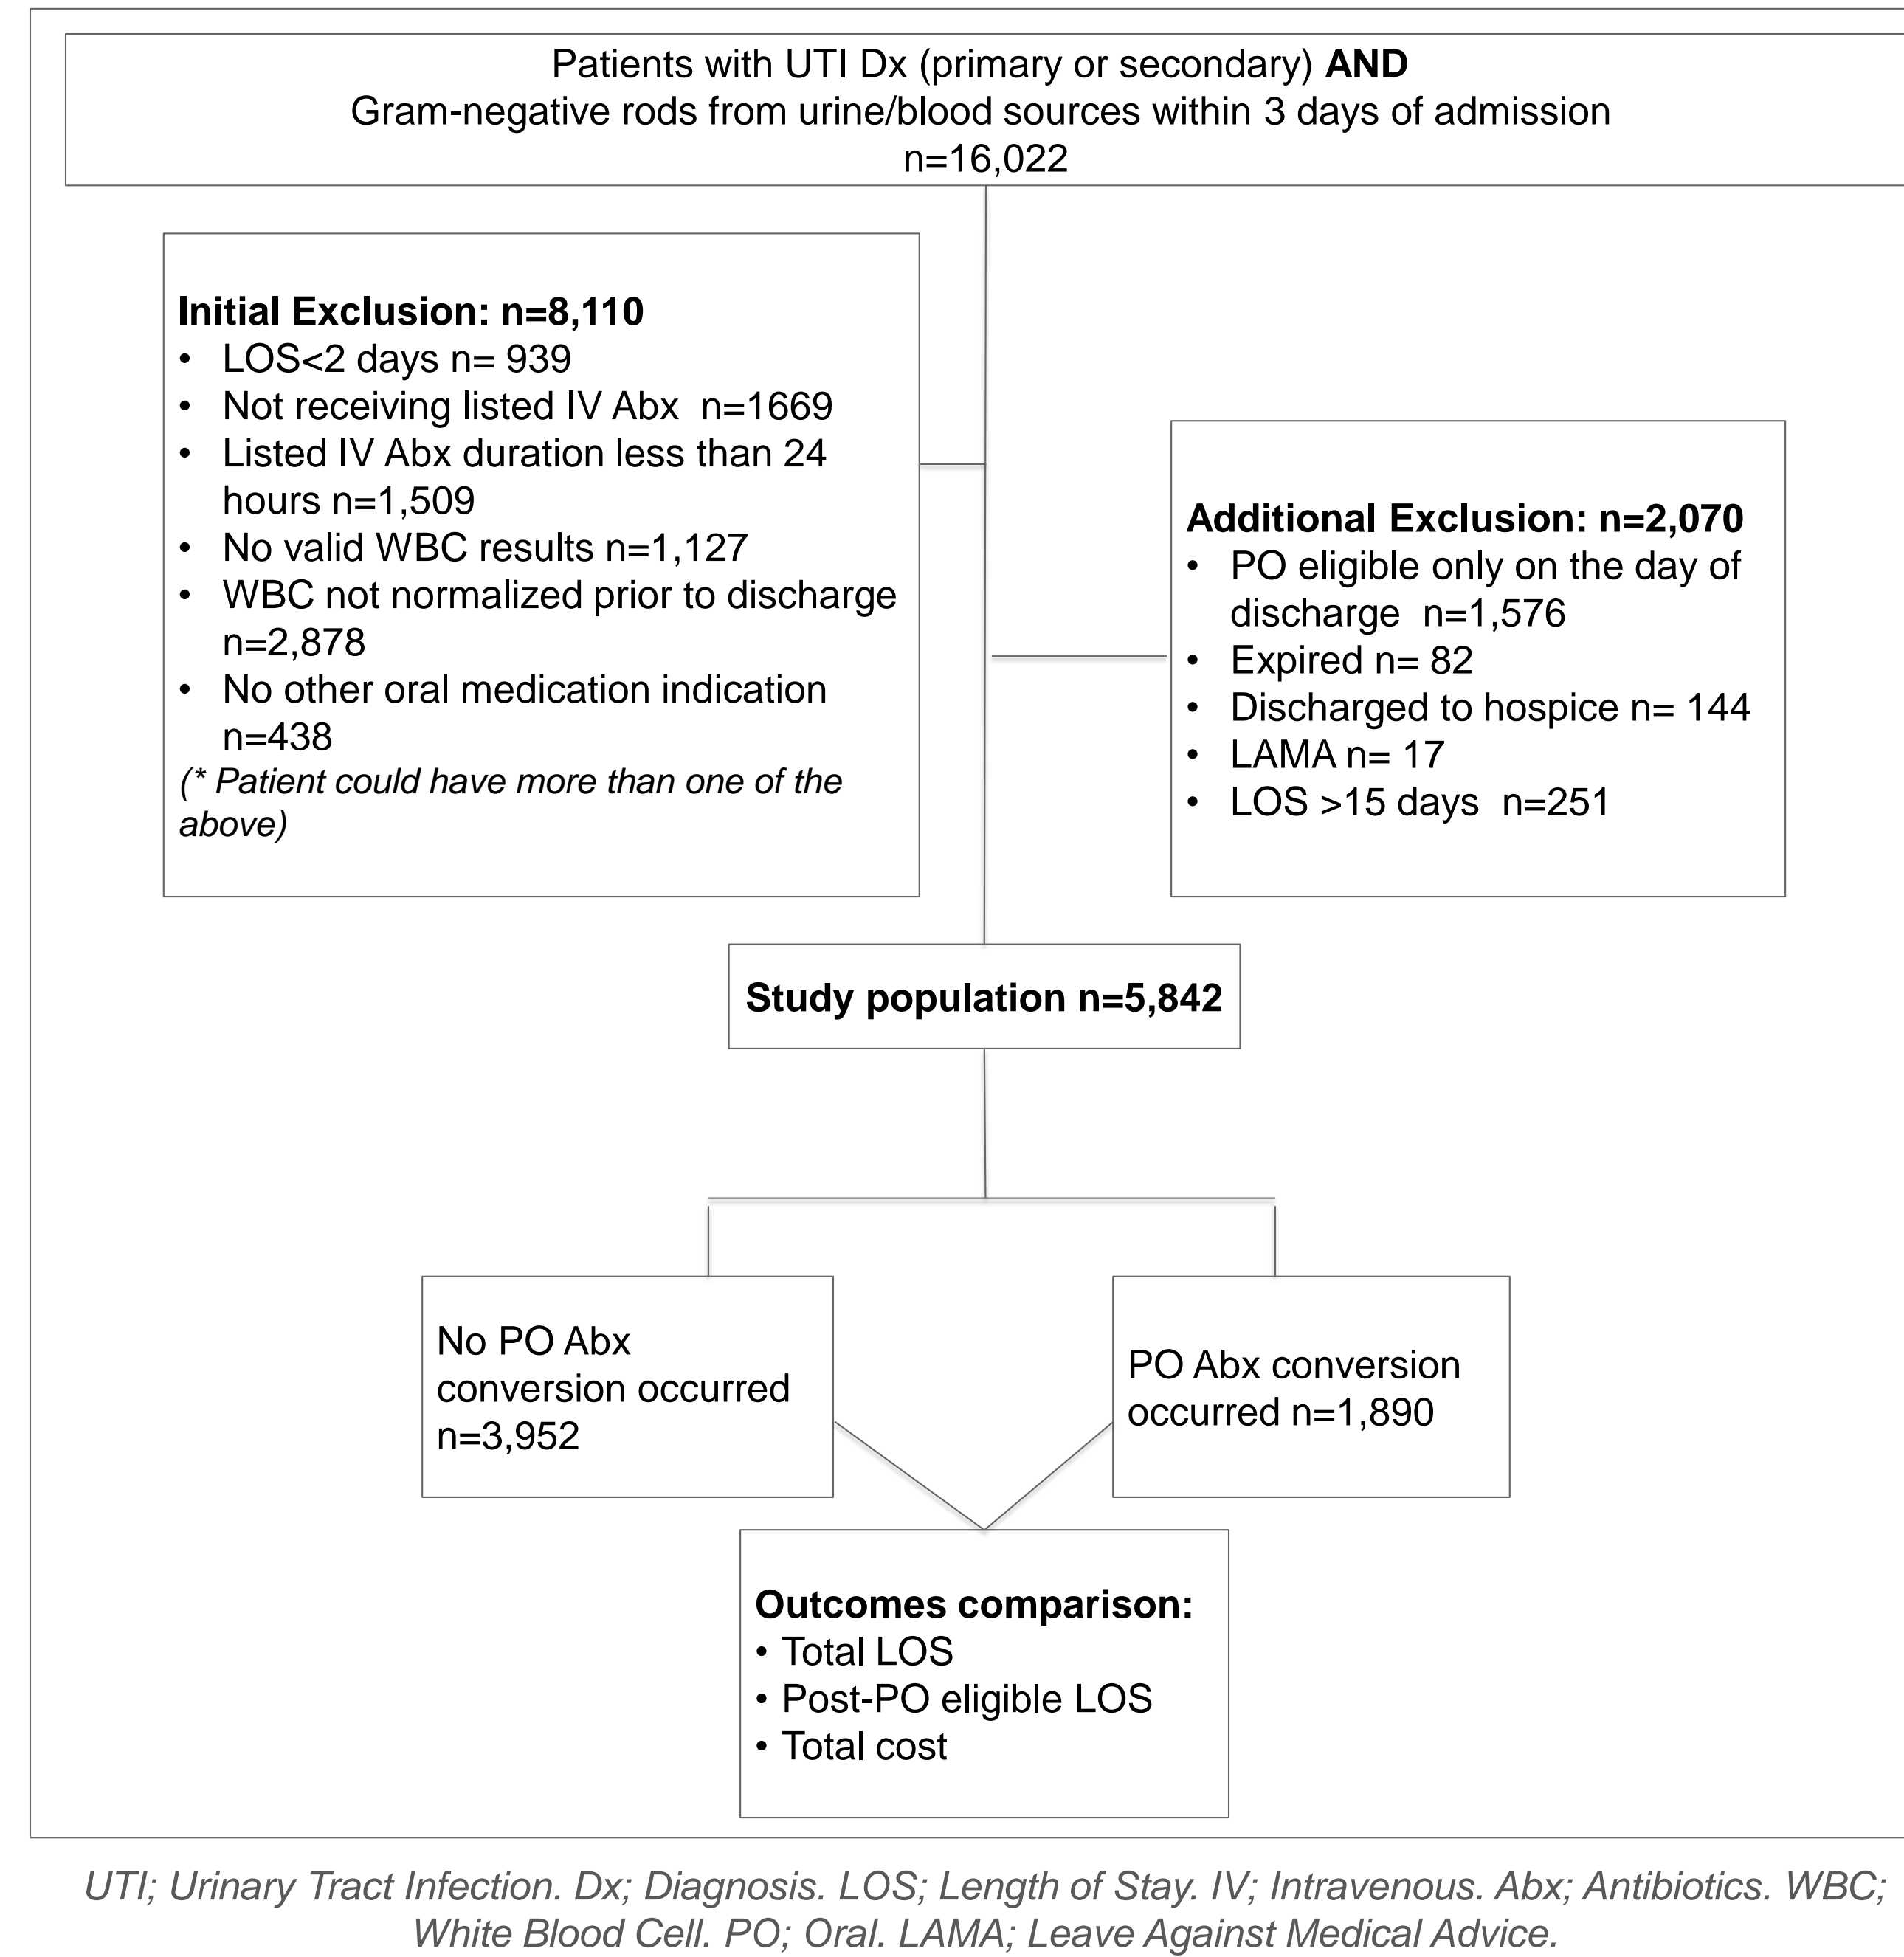 Patients with UTI Dx (primary or secondary) AND
Gram-negative rods from urine/blood sources within 3 days of admission
n=16,022
Initial Exclusion: n=8,110
• LOS<2 days n= 939
• Not receiving listed IV Abx n=1669
• Listed IV Abx duration less than 24
hours n=1,509
• No valid WBC results n=1,127
• WBC not normalized prior to discharge
n=2,878
• No other oral medication indication
n=438
(* Patient could have more than one of the
above)
Additional Exclusion: n=2,070
• PO eligible only on the day of
discharge n=1,576
• Expired n= 82
• Discharged to hospice n= 144
• LAMA n= 17
• LOS >15 days n=251
Study population n=5,842
No PO Abx
conversion occurred
n=3,952
PO Abx conversion
occurred n=1,890
Outcomes comparison:
• Total LOS
• Post-PO eligible LOS
• Total cost
UTI; Urinary Tract Infection. Dx; Diagnosis. LOS; Length of Stay. IV; Intravenous. Abx; Antibiotics. WBC;
White Blood Cell. PO; Oral. LAMA; Leave Against Medical Advice.